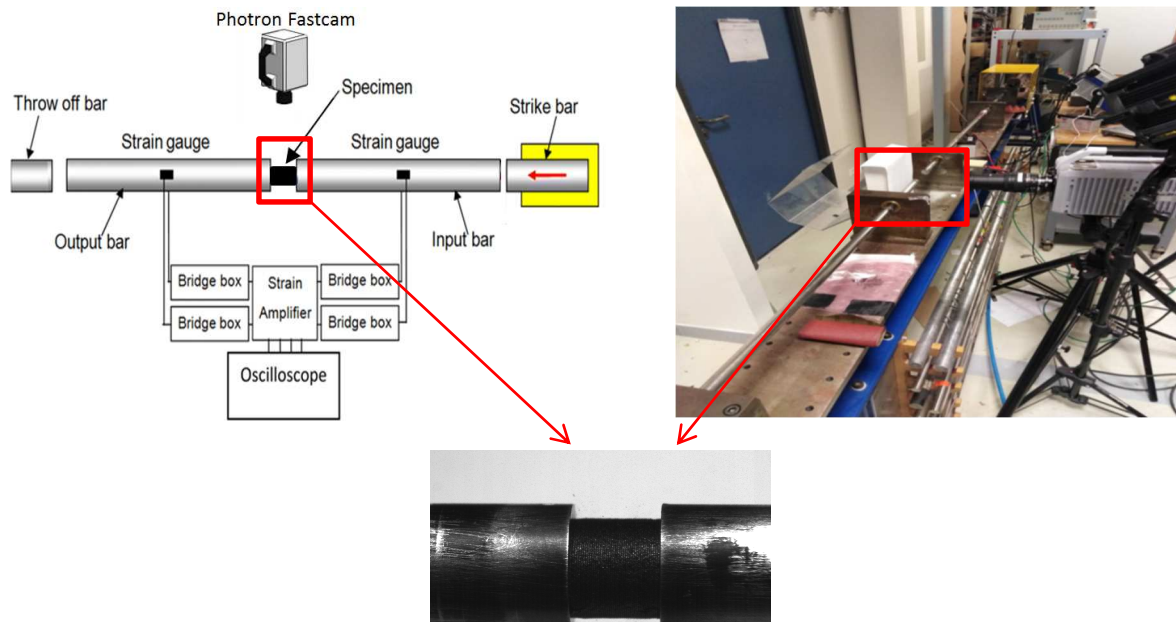 Photron Fastcam
Specimen
Throw off bar
Strike bar
Strain gauge
Strain gauge
Output bar
Input bar
Bridge box
Strain
Amplifier
Bridge box
Bridge box
Bridge box
Oscilloscope